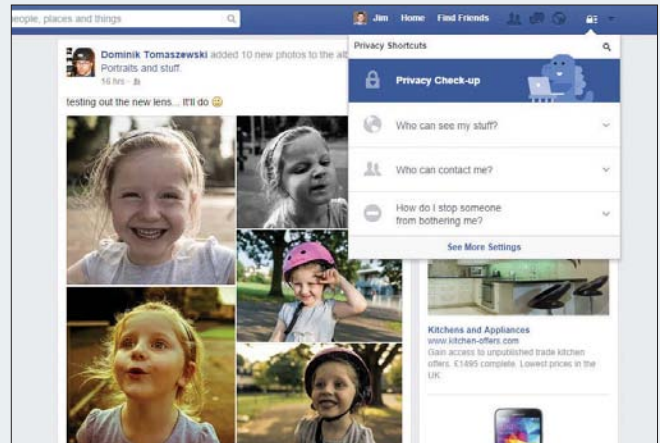 eople, places and things
Jim Home Find Friends
Privacy Shortcuts
Dominik Tomaszewski added 10 new photos to the alb
Portraits and stuff.
16 hrs
testing out the new lens... It'll do
Privacy Check-up
Who can see my stuff?
Who can contact me?
How do I stop someone
from bothering me?
See More Settings
Kitchens and Appliances
www.kitchen-offers.com
Gain access to unpublished trade kitchen
offers. £1495 complete. Lowest prices in the
UK.